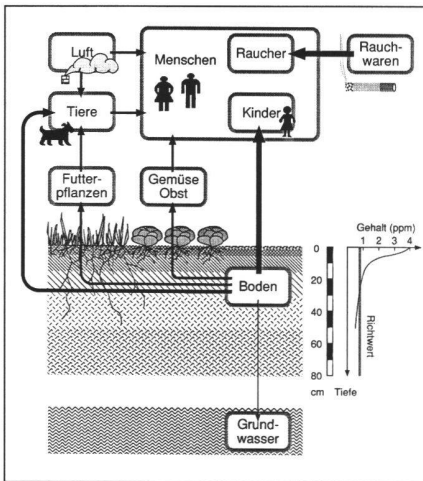 Luft
Menschen
Raucher
Rauch-
waren
Tiere
Kinder
Futter-
pflanzen
Gemüse
Obst
Boden
Grund-
wasser
Gehalt (ppm)
1 2 3 4
0
20
40
60
80
cm Tiefe
Richtwert